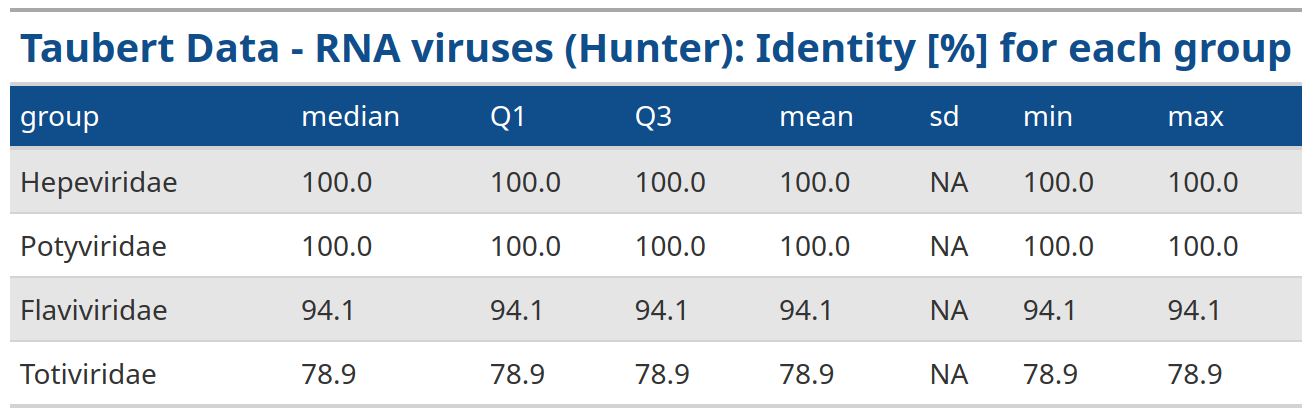 Taubert Data - RNA viruses (Hunter): Identity [%] for each group
group median Q1 Q3 mean sd min max
Hepeviridae 100.0 100.0 100.0 100.0 NA 100.0 100.0
Potyviridae 100.0 100.0 100.0 100.0 NA 100.0 100.0
Flaviviridae 94.1 94.1 94.1 94.1 NA 94.1 94.1
Totiviridae 78.9 78.9 78.9 78.9 NA 78.9 78.9